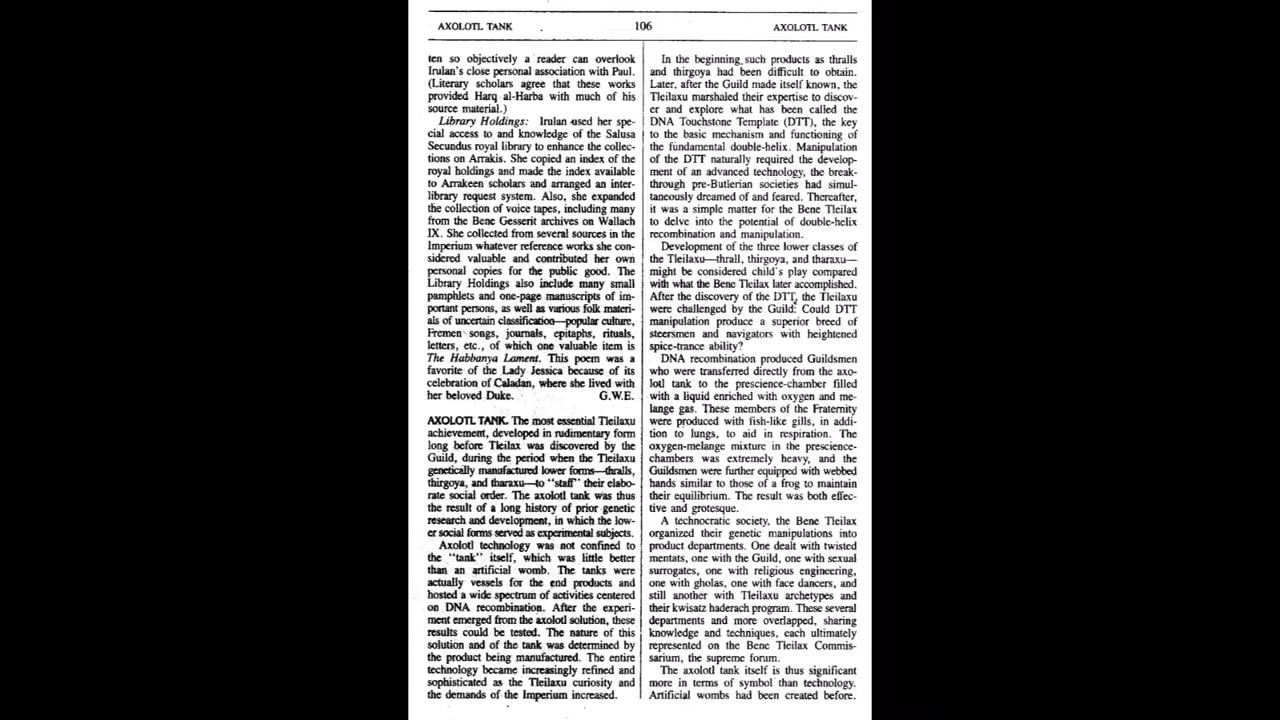 AXOLOTL TANK 106 AXOLOTL TANK
ten so objectively a reader can overlook
Irulan's close personal association with Paul.
(Literary scholars agree that these works
provided Harq al-Harba with much of his
source material.)
Library Holdings: Irulan used her spe-
cial access to and knowledge of the Salusa
Secundus royal library to enhance the collec-
tions on Arrakis. She copied an index of the
royal holdings and made the index available
to Arrakeen scholars and arranged an inter-
library request system. Also, she expanded
the collection of voice tapes, including many
from the Bene Gesserit archives on Wallach
IX. She collected from several sources in the
Imperium whatever reference works she con-
sidered valuable and contributed her own
personal copies for the public good. The
Library Holdings also include many small
pamphlets and one-page manuscripts of im-
portant persons, as well as various folk materi-
als of uncertain classification—popular culture,
Fremen songs, journals, epitaphs, rituals,
letters, etc., of which one valuable item is
The Habbanya Lament. This poem was a
favorite of the Lady Jessica because of its
celebration of Caladan, where she lived with
her beloved Duke. G.W.E.
AXOLOTL TANK. The most essential Tleilaxu
achievement, developed in rudimentary form
long before Tleilax was discovered by the
Guild, during the period when the Tleilaxu
genetically manufactured lower forms—thralls,
thirgoya, and tharaxu—to "staff" their elabo-
rate social order. The axolotl tank was thus
the result of a long history of prior genetic
research and development, in which the low-
er social forms served as experimental subjects.
Axolotl technology was not confined to
the "tank" itself, which was little better
than an artificial womb. The tanks were
actually vessels for the end products and
hosted a wide spectrum of activities centered
on DNA recombination. After the experi-
ment emerged from the axolotl solution, these
results could be tested. The nature of this
solution and of the tank was determined by
the product being manufactured. The entire
technology became increasingly refined and
sophisticated as the Tleilaxu curiosity and
the demands of the Imperium increased.
In the beginning such products as thralls
and thirgoya had been difficult to obtain.
Later, after the Guild made itself known, the
Tleilaxu marshaled their expertise to discov-
er and explore what has been called the
DNA Touchstone Template (DTT), the key
to the basic mechanism and functioning of
the fundamental double-helix. Manipulation
of the DTT naturally required the develop-
ment of an advanced technology, the break-
through pre-Butlerian societies had simul-
taneously dreamed of and feared. Thereafter,
it was a simple matter for the Bene Tleilax
to delve into the potential of double-helix
recombination and manipulation.
Development of the three lower classes of
the Tleilaxu—thrall, thirgoya, and tharaxu—
might be considered child's play compared
with what the Bene Tleilax later accomplished.
After the discovery of the DTT, the Tleilaxu
were challenged by the Guild: Could DTT
manipulation produce a superior breed of
steersmen and navigators with heightened
spice-trance ability?
DNA recombination produced Guildsmen
who were transferred directly from the axo-
lotl tank to the prescience-chamber filled
with a liquid enriched with oxygen and me-
lange gas. These members of the Fraternity
were produced with fish-like gills, in addi-
tion to lungs, to aid in respiration. The
oxygen-melange mixture in the prescience-
chambers was extremely heavy, and the
Guildsmen were further equipped with webbed
hands similar to those of a frog to maintain
their equilibrium. The result was both effec-
tive and grotesque.
A technocratic society, the Bene Tleilax
organized their genetic manipulations into
product departments. One dealt with twisted
mentats, one with the Guild, one with sexual
surrogates, one with religious engineering,
one with gholas, one with face dancers, and
still another with Tleilaxu archetypes and
their kwisatz haderach program. These several
departments and more overlapped, sharing
knowledge and techniques, each ultimately
represented on the Bene Tleilax Commis-
sarium, the supreme forum.
The axolotl tank itself is thus significant
more in terms of symbol than technology.
Artificial wombs had been created before.